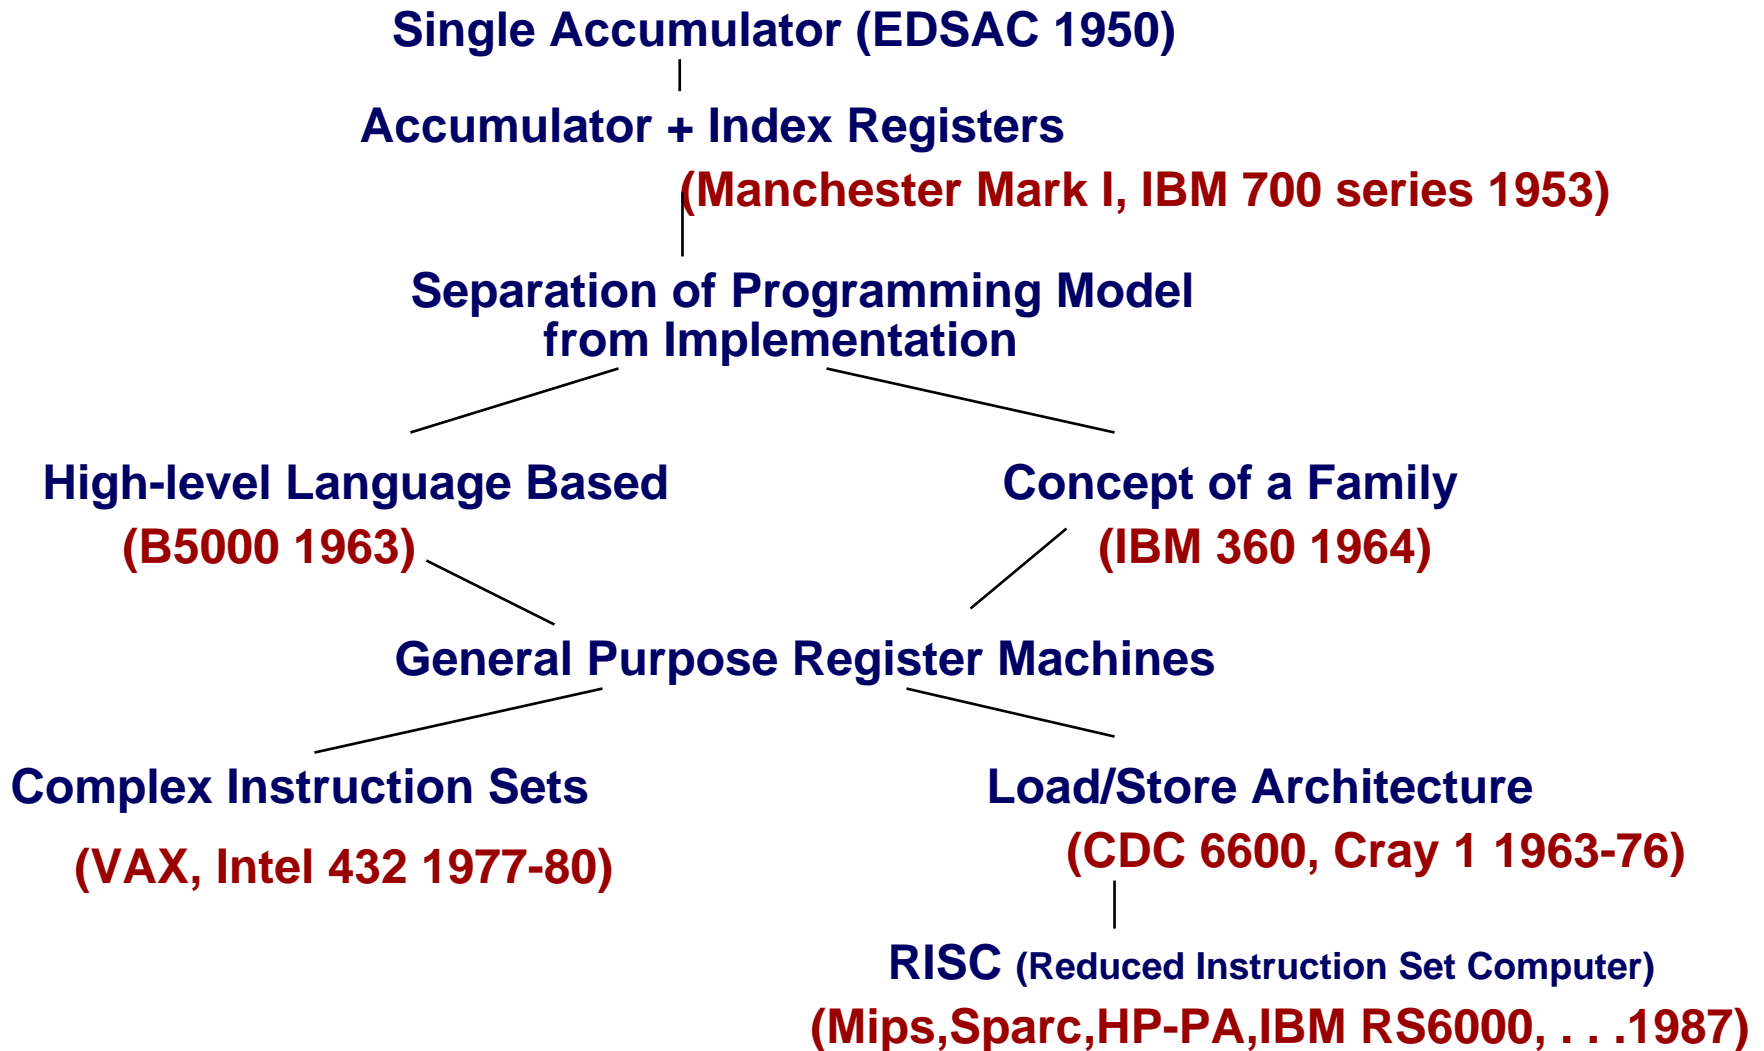 Single Accumulator (EDSAC 1950)
Accumulator + Index Registers
(Manchester Mark I, IBM 700 series 1953)
Separation of Programming Model
from Implementation
High-level Language Based
(B5000 1963)
Concept of a Family
(IBM 360 1964)
General Purpose Register Machines
Complex Instruction Sets
(VAX, Intel 432 1977-80)
Load/Store Architecture
(CDC 6600, Cray 1 1963-76)
RISC (Reduced Instruction Set Computer)
(Mips,Sparc,HP-PA,IBM RS6000, . . .1987)